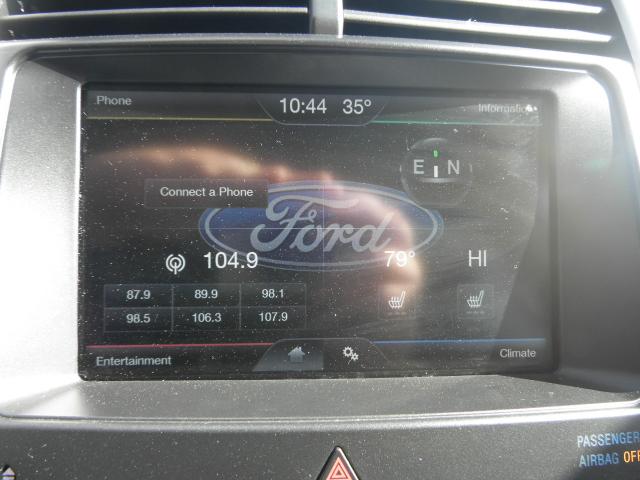 Phone
10:44 35°
Information
E N
Connect a Phone
Ford
104.9
79°
HI
87.9 89.9 98.1
98.5 106.3 107.9
Entertainment
Climate
PASSENGER
AIRBAG OFF